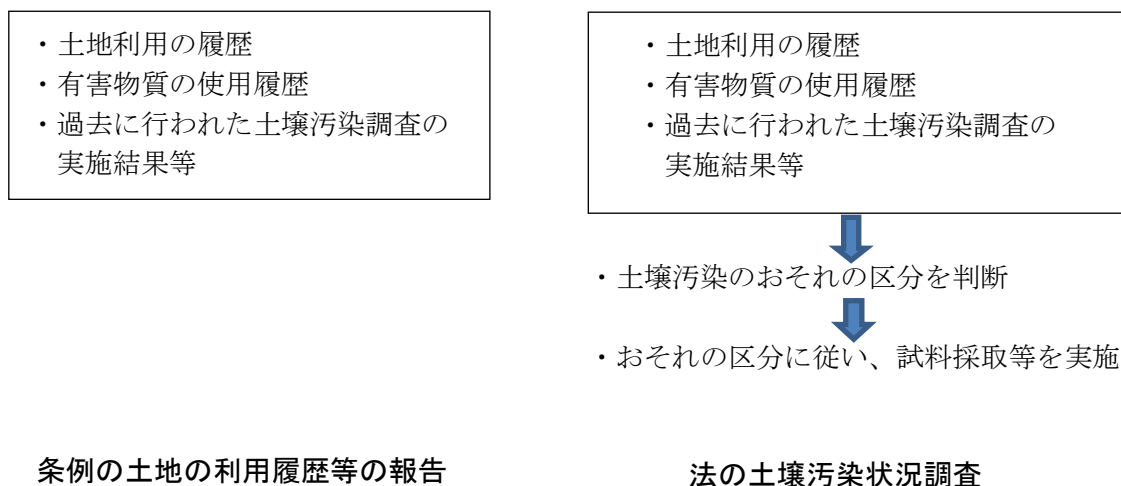 ・土地利用の履歴
・有害物質の使用履歴
・過去に行われた土壌汚染調査の
実施結果等
・土地利用の履歴
・有害物質の使用履歴
・過去に行われた土壌汚染調査の
実施結果等
・土壌汚染のおそれの区分を判断
・おそれの区分に従い、試料採取等を実施
条例の土地の利用履歴等の報告
法の土壌汚染状況調査